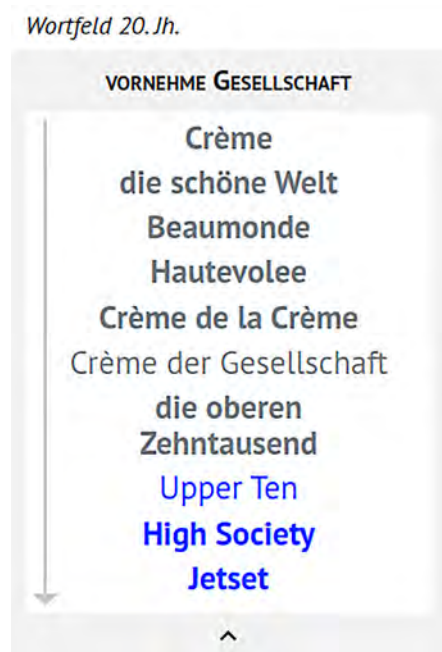 Wortfeld 20. Jh.
VORNEHME GESELLSCHAFT
Crème
die schöne Welt
Beaumonde
Hautevolee
Crème de la Crème
Crème der Gesellschaft
die oberen
Zehntausend
Upper Ten
High Society
Jetset